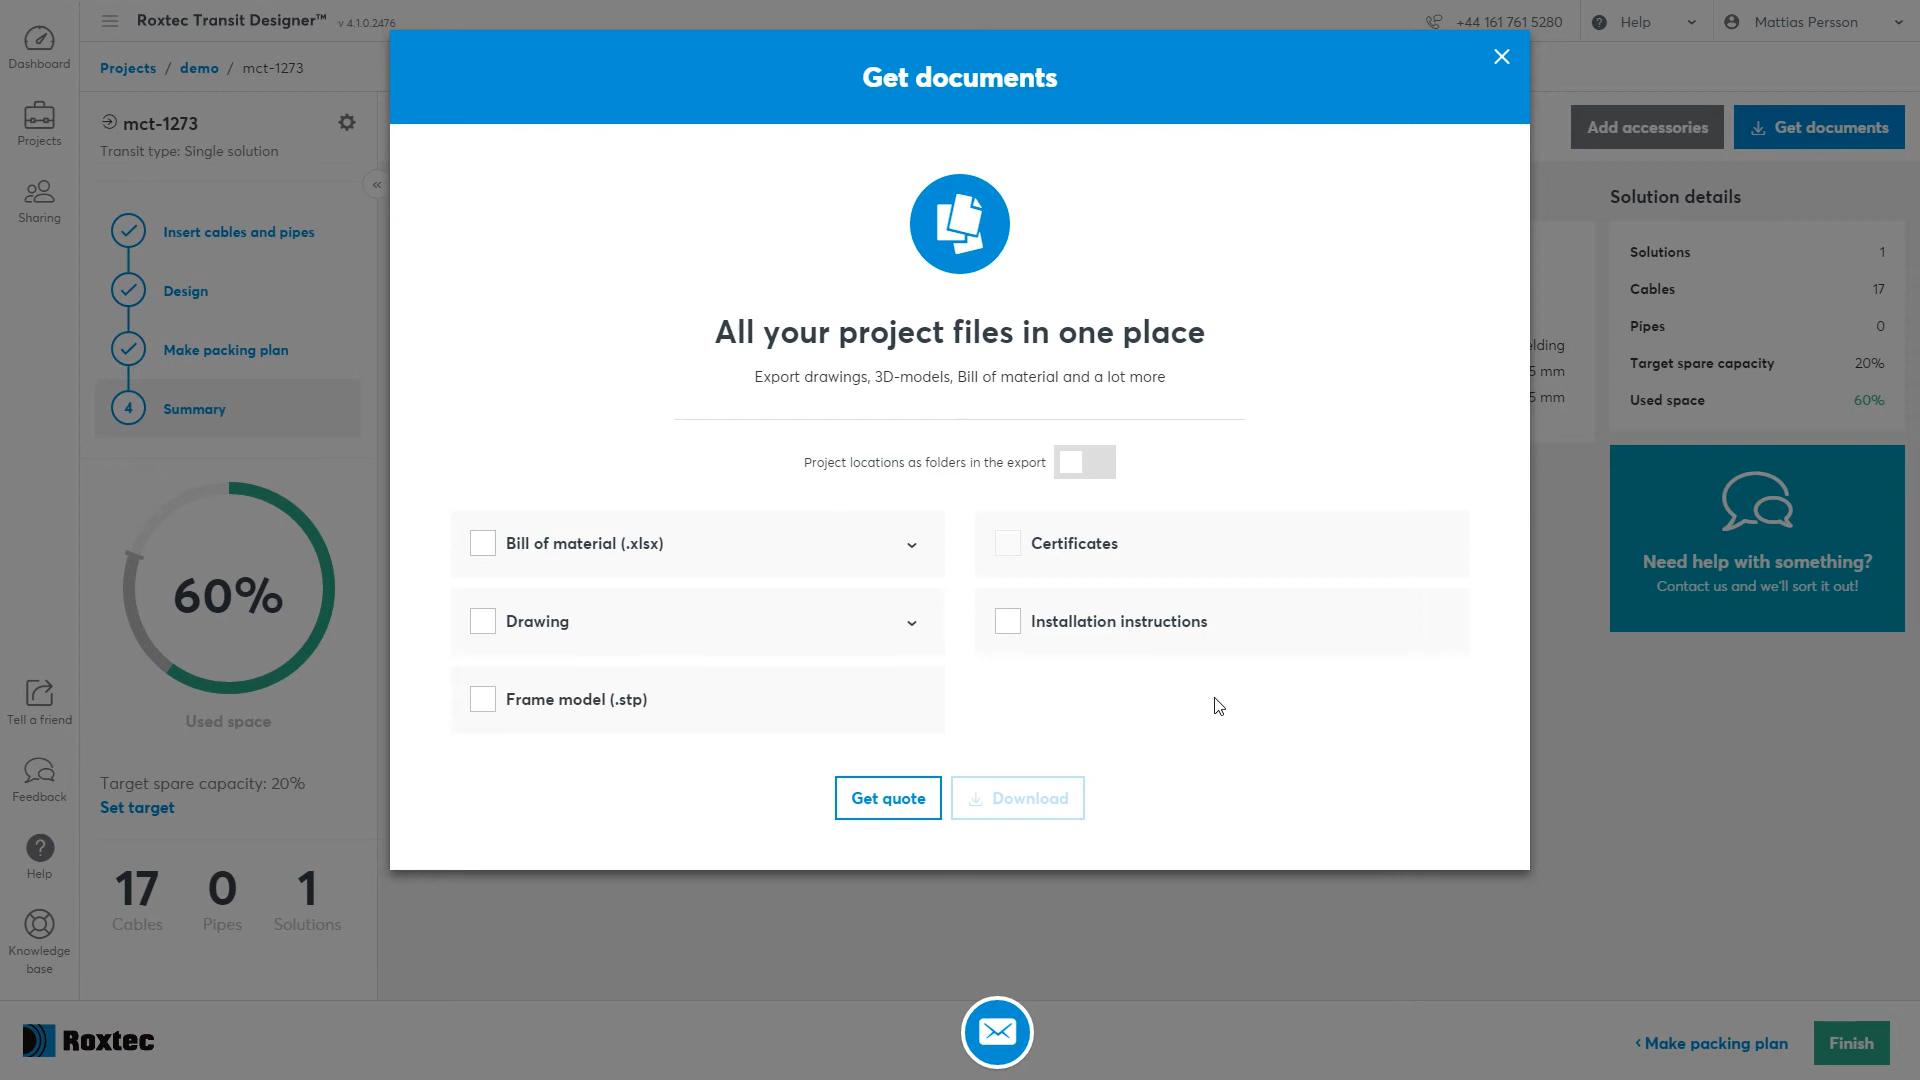 Roxtec Transit Designer™ v 4.1.0.2476
+44 161 761 5280
Help
Mattias Persson
Dashboard
Projects
Sharing
Tell a friend
Feedback
Help
Knowledge
base
Projects / demo / mct-1273
mct-1273
Transit type: Single solution
«
Insert cables and pipes
Design
Make packing plan
4
Summary
60%
Used space
Target spare capacity: 20%
Set target
17
Cables
0
Pipes
1
Solutions
Get documents
All your project files in one place
Export drawings, 3D-models, Bill of material and a lot more
Project locations as folders in the export
Bill of material (.xlsx)
Certificates
Drawing
Installation instructions
Frame model (.stp)
Get quote
Download
Add accessories
Get documents
elding
5 mm
5 mm
Solution details
Solutions 1
Cables 17
Pipes 0
Target spare capacity 20%
Used space 60%
Need help with something?
Contact us and we'll sort it out!
Roxtec
‹ Make packing plan
Finish